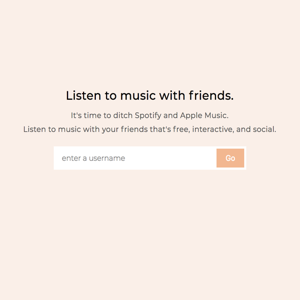 Listen to music with friends.
It's time to ditch Spotify and Apple Music.
Listen to music with your friends that's free, interactive, and social.
enter a username
Go